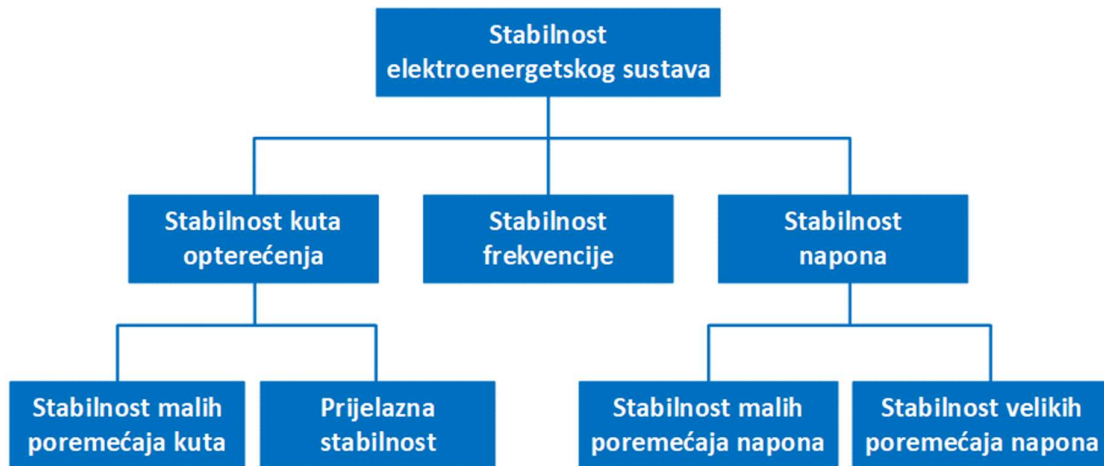 Stabilnost
elektroenergetskog sustava
Stabilnost kuta
opterećenja
Stabilnost
frekvencije
Stabilnost
napona
Stabilnost malih
poremećaja kuta
Prijelazna
stabilnost
Stabilnost malih
poremećaja napona
Stabilnost velikih
poremećaja napona